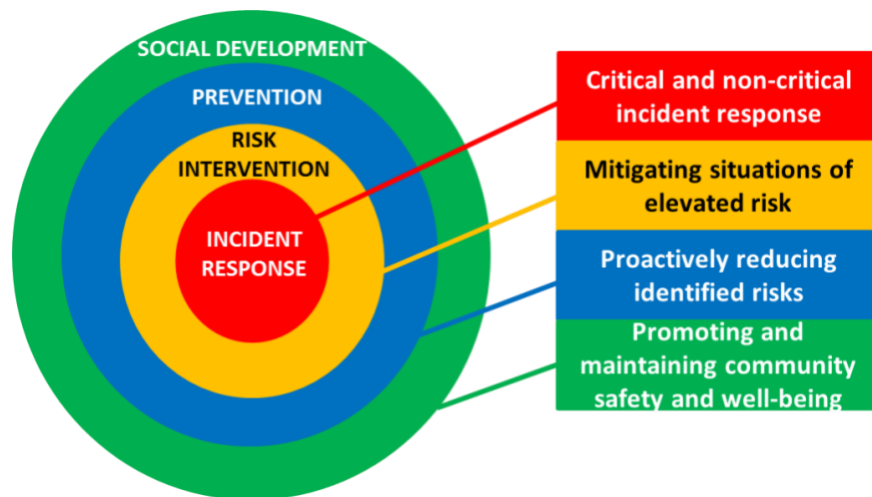 SOCIAL DEVELOPMENT
PREVENTION
RISK
INTERVENTION
INCIDENT
RESPONSE
Critical and non-critical
incident response
Mitigating situations of
elevated risk
Proactively reducing
identified risks
Promoting and
maintaining community
safety and well-being